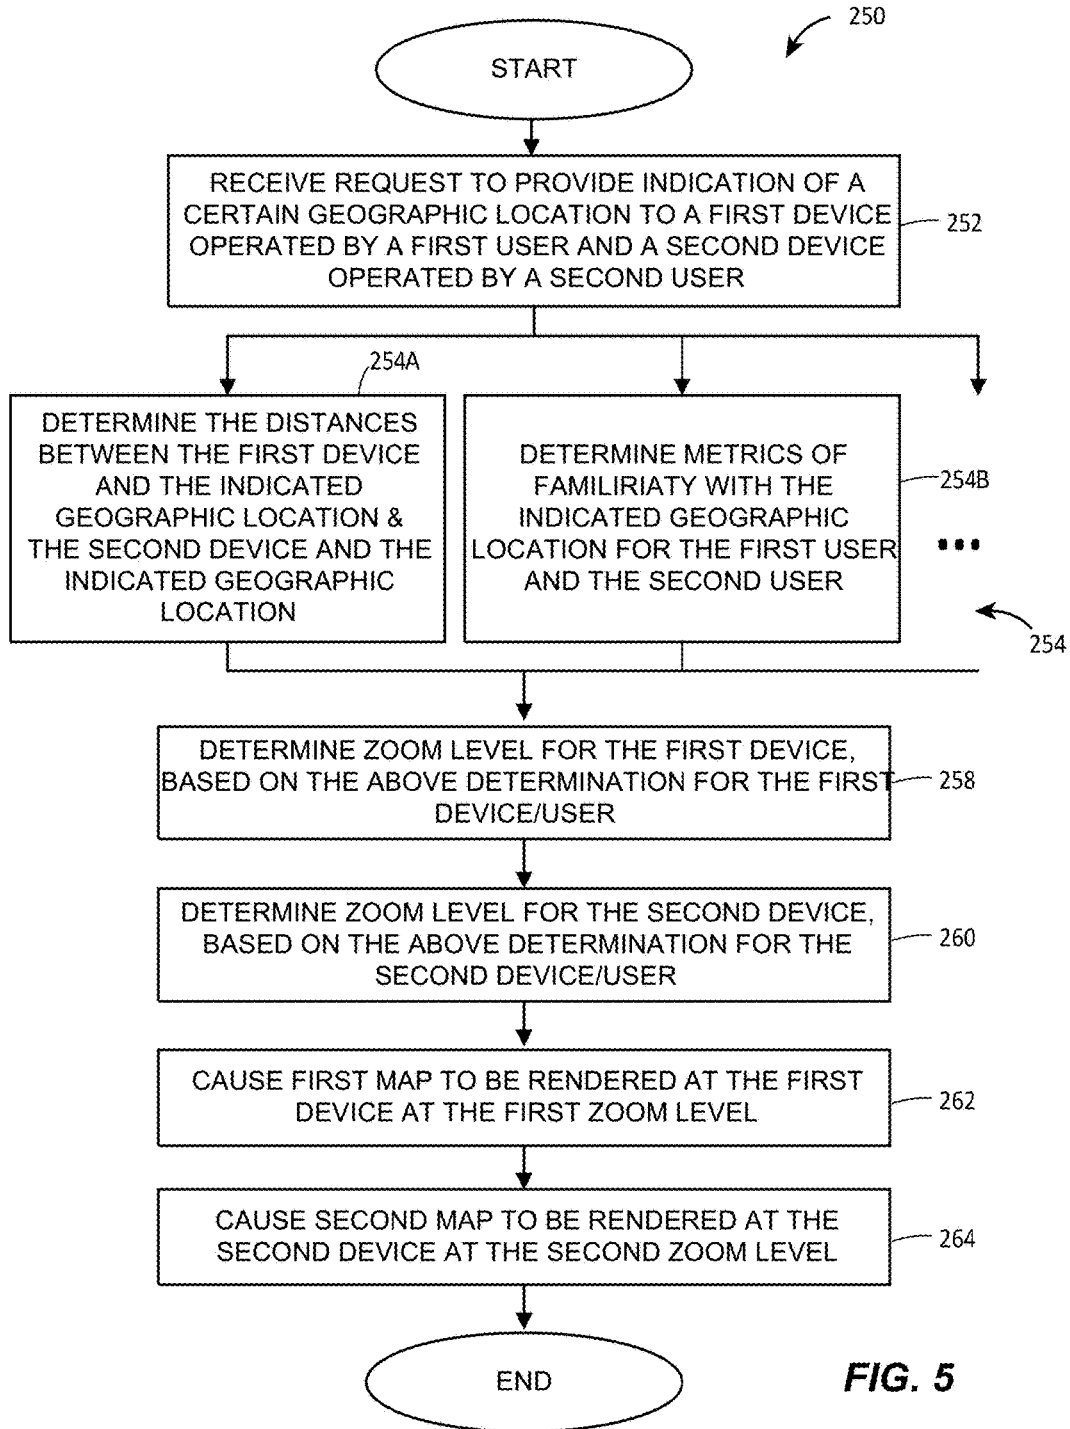 250
START
RECEIVE REQUEST TO PROVIDE INDICATION OF A
CERTAIN GEOGRAPHIC LOCATION TO A FIRST DEVICE
OPERATED BY A FIRST USER AND A SECOND DEVICE
OPERATED BY A SECOND USER
252
254A
DETERMINE THE DISTANCES
BETWEEN THE FIRST DEVICE
AND THE INDICATED
GEOGRAPHIC LOCATION &
THE SECOND DEVICE AND THE
INDICATED GEOGRAPHIC
LOCATION
DETERMINE METRICS OF
FAMILIRIATY WITH THE
INDICATED GEOGRAPHIC
LOCATION FOR THE FIRST USER
AND THE SECOND USER
254B
...
254
DETERMINE ZOOM LEVEL FOR THE FIRST DEVICE,
BASED ON THE ABOVE DETERMINATION FOR THE FIRST
DEVICE/USER
258
DETERMINE ZOOM LEVEL FOR THE SECOND DEVICE,
BASED ON THE ABOVE DETERMINATION FOR THE
SECOND DEVICE/USER
260
CAUSE FIRST MAP TO BE RENDERED AT THE FIRST
DEVICE AT THE FIRST ZOOM LEVEL
262
CAUSE SECOND MAP TO BE RENDERED AT THE
SECOND DEVICE AT THE SECOND ZOOM LEVEL
264
END
FIG. 5